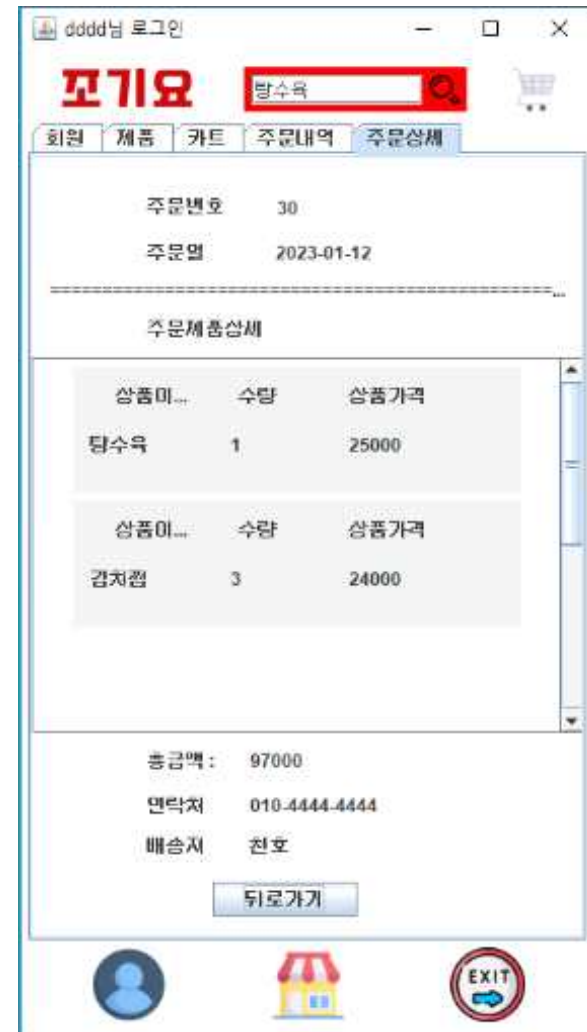 dddd님 로그인
꼬기요 탕수육
회원 제품 카트 주문내역 주문상세
주문번호 30
주문열 2023-01-12
=================================================...
주문제품상세
상품이... 수량 상품가격
탕수육 1 25000
상품이... 수량 상품가격
김치찜 3 24000
총금액 : 97000
연락처 010-4444-4444
배송지 천호
뒤로가기
EXIT